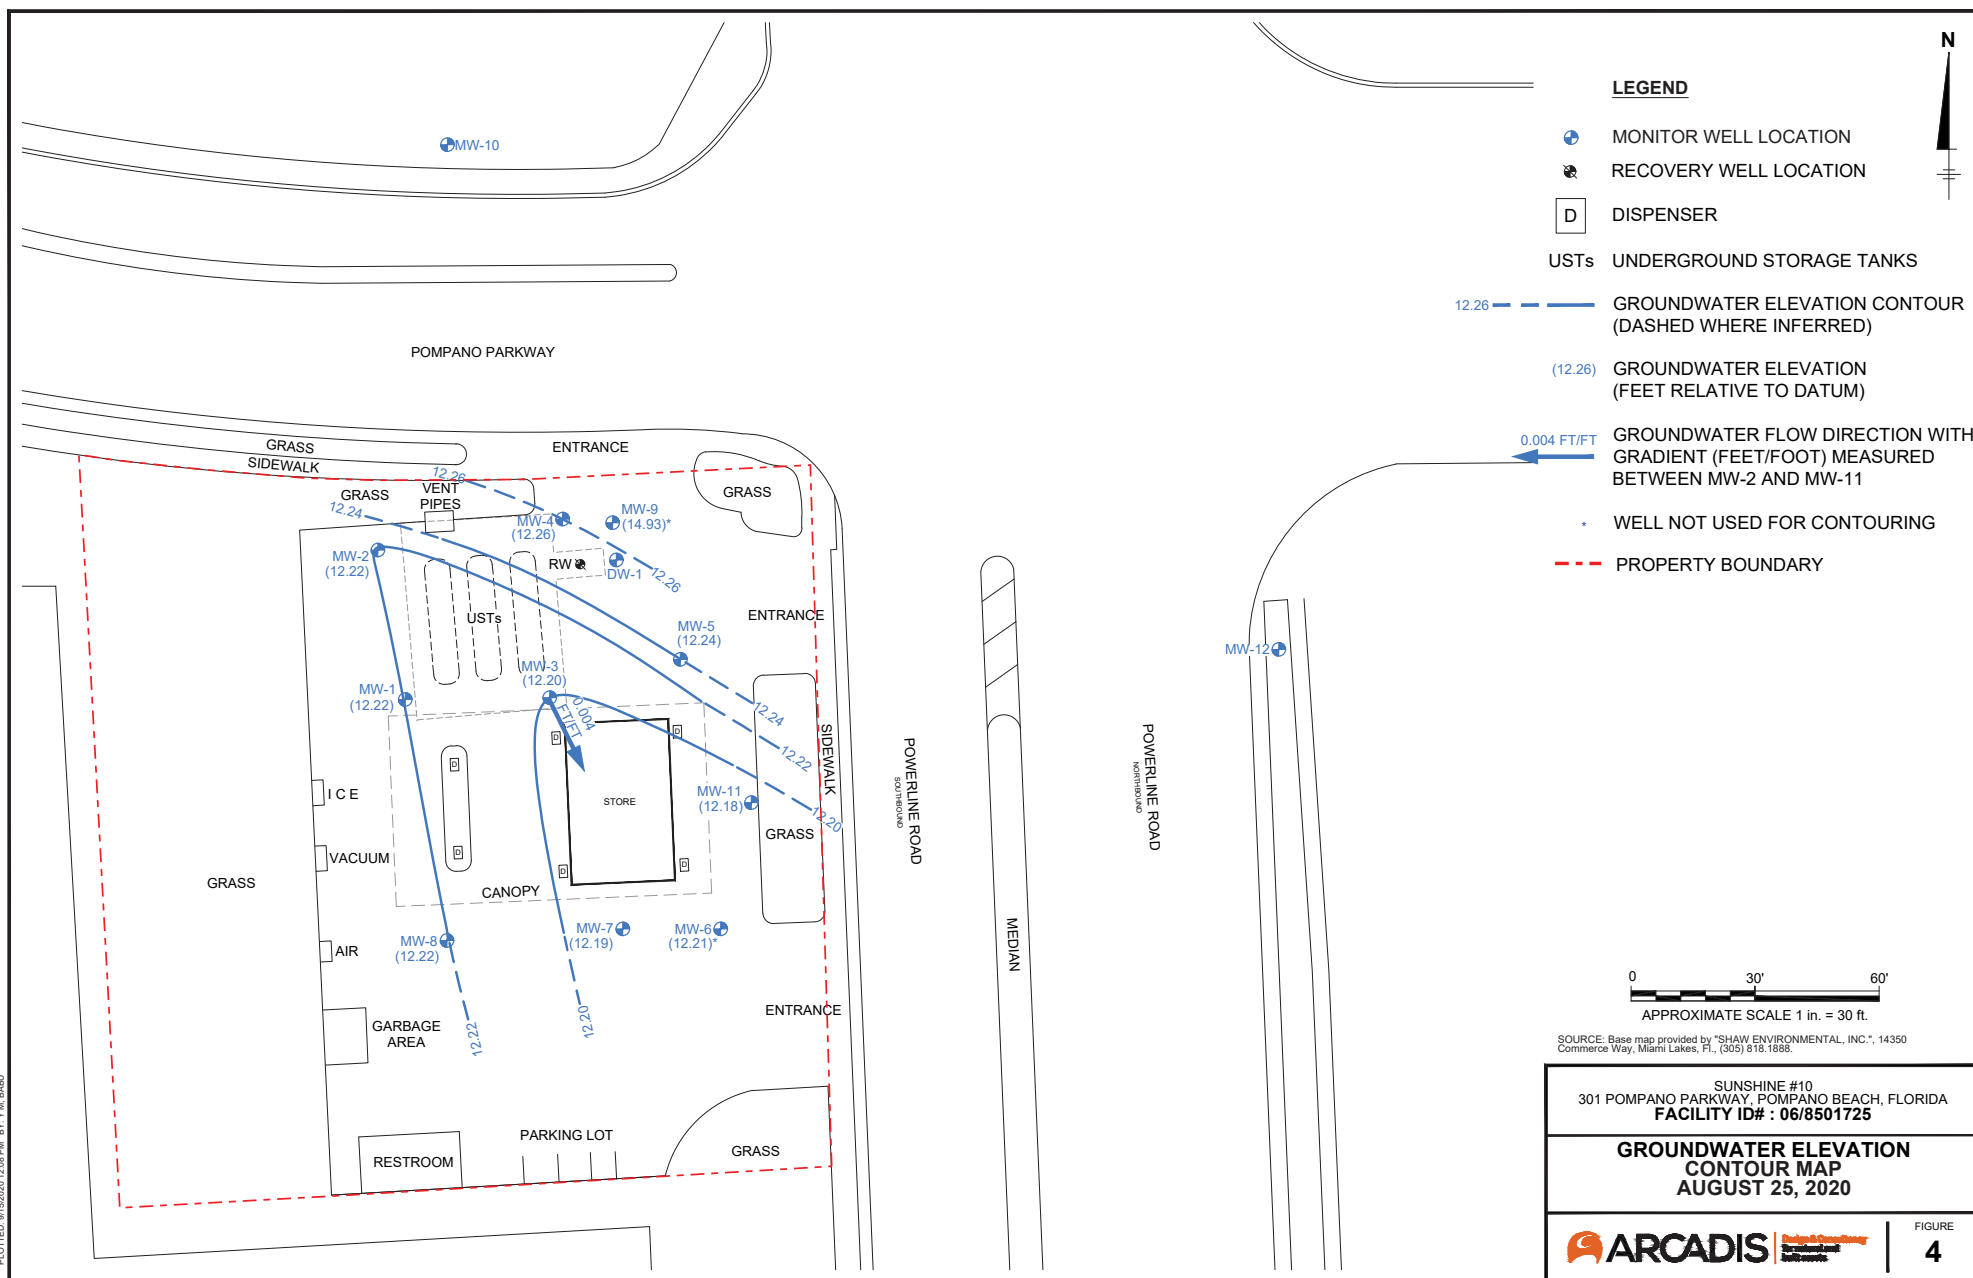 N
LEGEND
MONITOR WELL LOCATION
RECOVERY WELL LOCATION
D
DISPENSER
USTs
UNDERGROUND STORAGE TANKS
12.26
GROUNDWATER ELEVATION CONTOUR
(DASHED WHERE INFERRED)
(12.26)
GROUNDWATER ELEVATION
(FEET RELATIVE TO DATUM)
0.004 FT/FT
GROUNDWATER FLOW DIRECTION WITH
GRADIENT (FEET/FOOT) MEASURED
BETWEEN MW-2 AND MW-11
*
WELL NOT USED FOR CONTOURING
PROPERTY BOUNDARY
MW-10
POMPANO PARKWAY
GRASS
SIDEWALK
ENTRANCE
12.26
GRASS
VENT
PIPES
GRASS
12.24
MW-4
(12.26)
MW-9
(14.93)*
MW-2
(12.22)
RW
DW-1
12.26
USTs
ENTRANCE
MW-5
(12.24)
MW-12
MW-3
(12.20)
MW-1
(12.22)
0.004
FT/FT
12.24
12.22
12.20
D
D
D
D
D
D
STORE
MW-11
(12.18)
GRASS
SIDEWALK
POWERLINE ROAD
SOUTHBOUND
POWERLINE ROAD
NORTHBOUND
MEDIAN
ICE
VACUUM
GRASS
CANOPY
MW-8
(12.22)
MW-7
(12.19)
MW-6
(12.21)*
AIR
ENTRANCE
GARBAGE
AREA
12.22
12.20
PARKING LOT
RESTROOM
GRASS
0 30' 60'
APPROXIMATE SCALE 1 in. = 30 ft.
SOURCE: Base map provided by "SHAW ENVIRONMENTAL, INC.", 14350
Commerce Way, Miami Lakes, Fl., (305) 818.1888.
SUNSHINE #10
301 POMPANO PARKWAY, POMPANO BEACH, FLORIDA
FACILITY ID# : 06/8501725
GROUNDWATER ELEVATION
CONTOUR MAP
AUGUST 25, 2020
ARCADIS
Design & Consultancy
for natural and
built assets
FIGURE
4